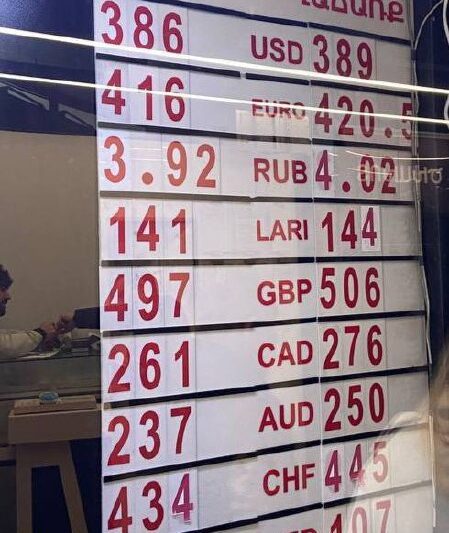 386 USD 389
416 EURO 420.5
3.92 RUB 4.02
141 LARI 144
497 GBP 506
261 CAD 276
237 AUD 250
434 CHF 445
107